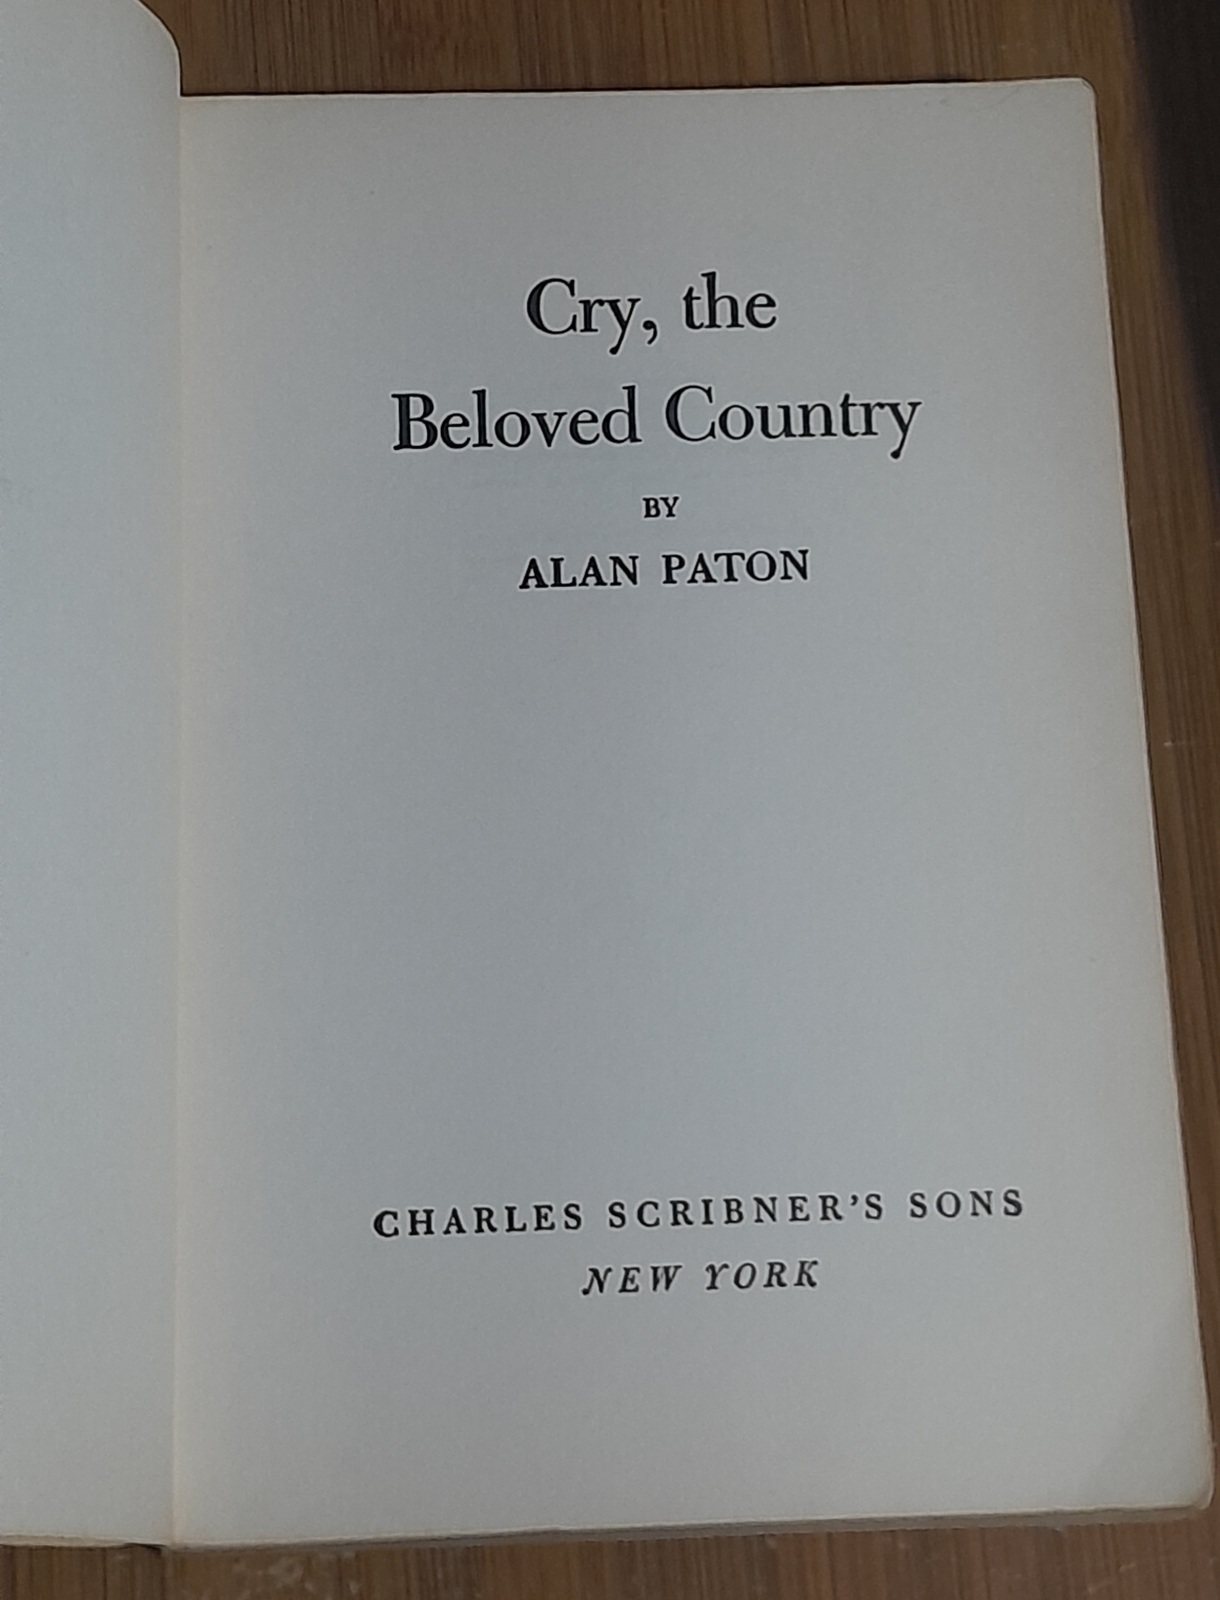 Cry, the
Beloved Country
BY
ALAN PATON
CHARLES SCRIBNER'S SONS
NEW YORK